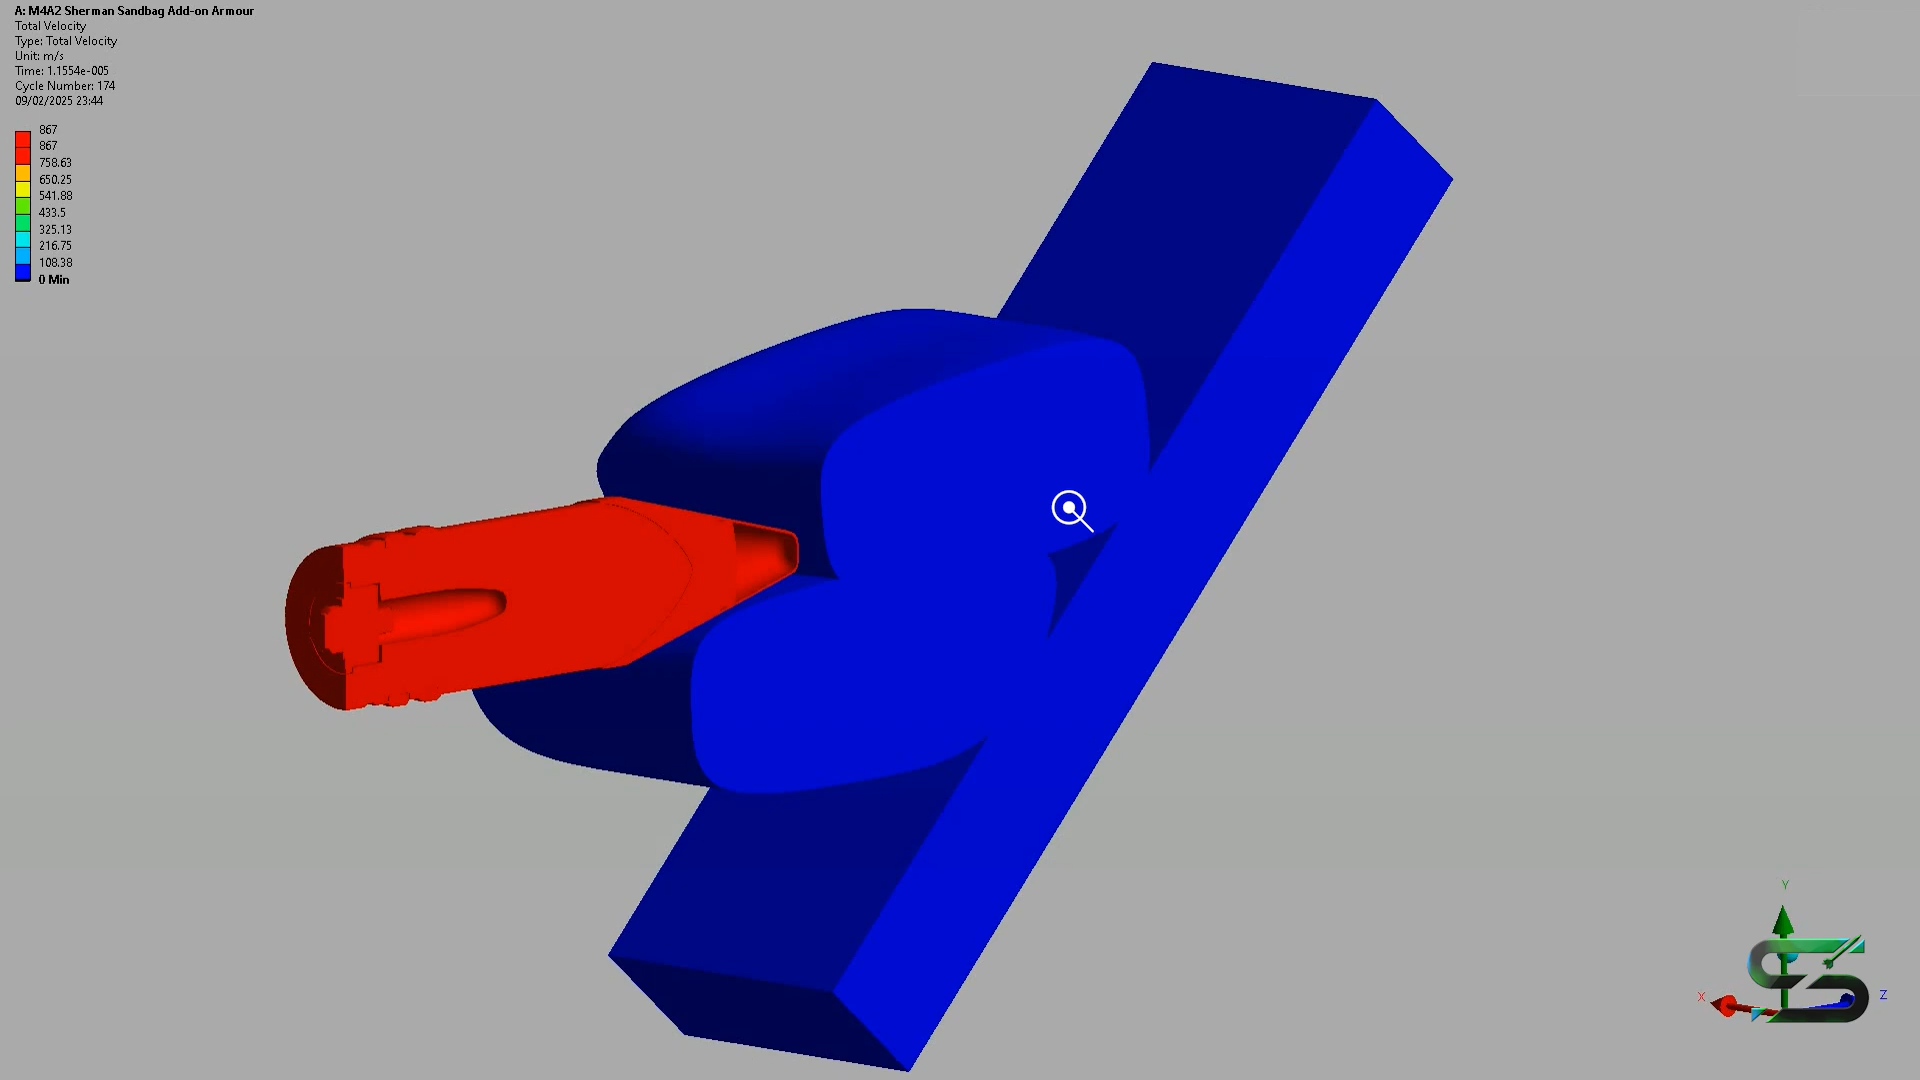 A: M4A2 Sherman Sandbag Add-on Armour
Total Velocity
Type: Total Velocity
Unit: m/s
Time: 1.1554e-005
Cycle Number: 174
09/02/2025 23:44
867
867
758.63
650.25
541.88
433.5
325.13
216.75
108.38
0 Min
Y
X
Z